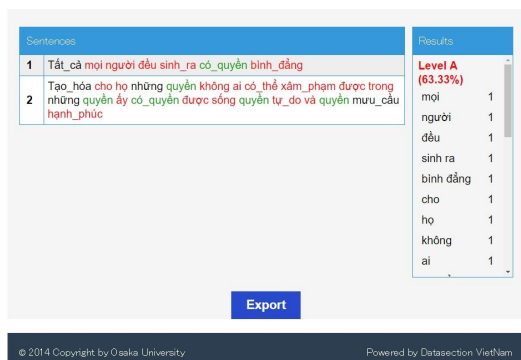 Sentences
1 Tất_cả mọi người đều sinh_ra có_quyền bình_đẳng
2 Tạo_hóa cho họ những quyền không ai có_thể xâm_phạm được trong
những quyền ấy có_quyền được sống quyền tự_do và quyền mưu_cầu
hạnh_phúc
Results
Level A
(63.33%)
mọi 1
người 1
đều 1
sinh ra 1
bình đẳng 1
cho 1
họ 1
không 1
ai 1
Export
© 2014 Copyright by Osaka University
Powered by Datasection VietNam